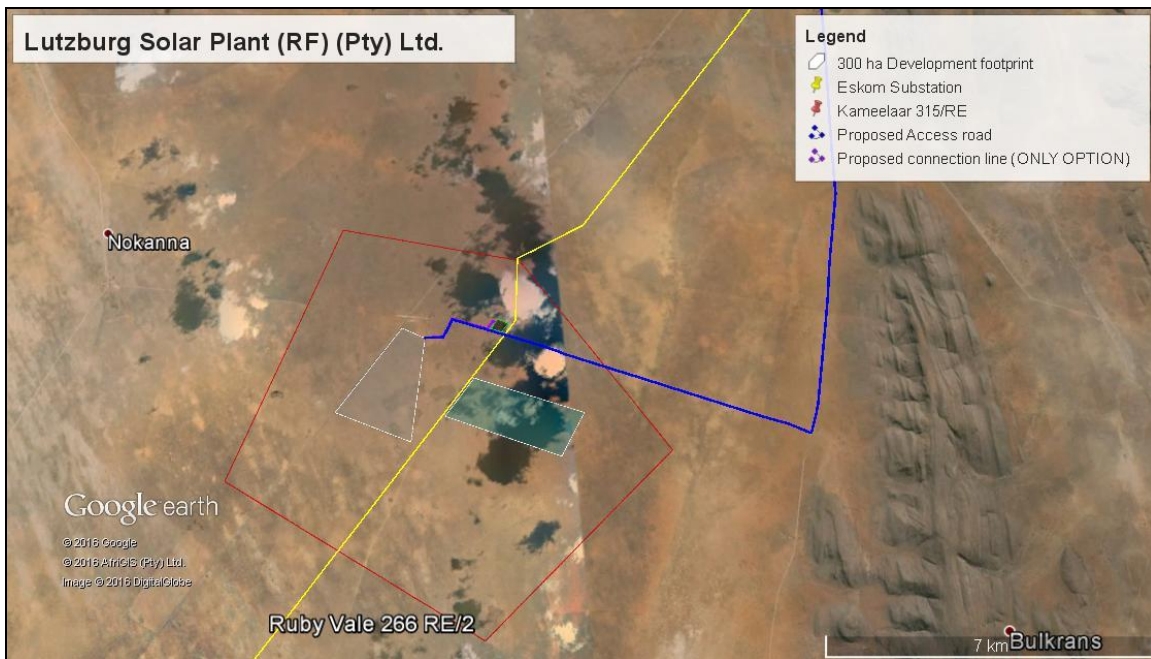 Lutzburg Solar Plant (RF) (Pty) Ltd.
Legend
300 ha Development footprint
Eskom Substation
Kameelaar 315/RE
Proposed Access road
Proposed connection line (ONLY OPTION)
Nokanna
Google earth
© 2016 Google
© 2016 AfriGIS (Pty) Ltd.
Image © 2016 DigitalGlobe
Ruby Vale 266 RE/2
7 km
Bulkrans